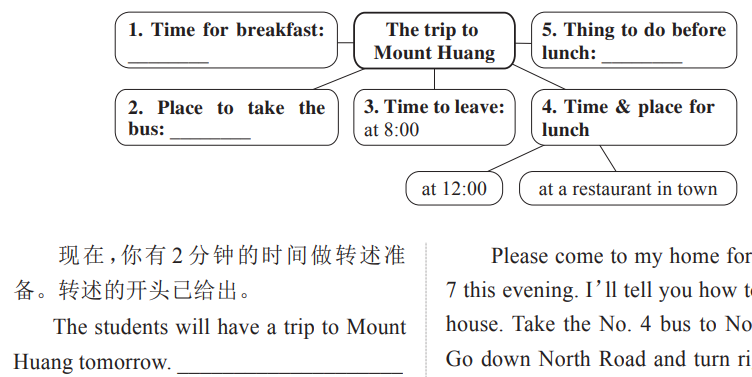 1. Time for breakfast:
________
The trip to
Mount Huang
5. Thing to do before
lunch: ________
2. Place to take the
bus: ________
3. Time to leave:
at 8:00
4. Time & place for
lunch
at 12:00
at a restaurant in town
现在,你有2分钟的时间做转述准
备。转述的开头已给出。
The students will have a trip to Mount
Huang tomorrow. ______________________
Please come to my home for
7 this evening. I'll tell you how
house. Take the No. 4 bus to
Go down North Road and turn